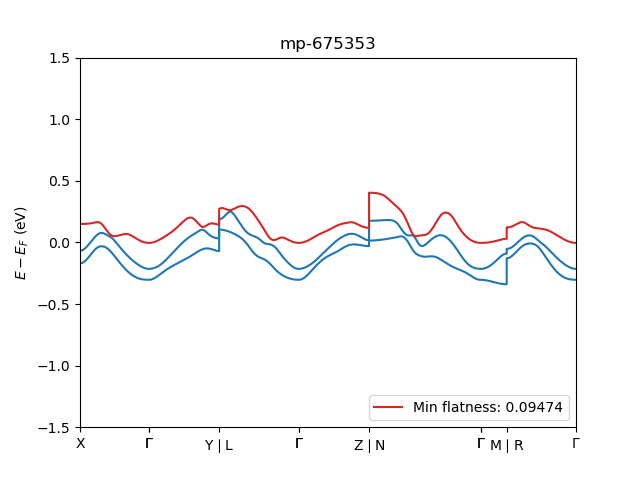 mp-675353
E − E_F (eV)
1.5
1.0
0.5
0.0
−0.5
−1.0
−1.5
Min flatness: 0.09474
X Γ Y | L Γ Z | N Γ M | R Γ